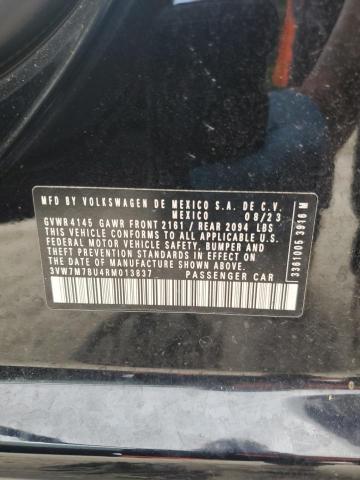 MFD BY VOLKSWAGEN DE MEXICO S.A. DE C.V.
MEXICO 08/23
GVWR 4145 GAWR FRONT 2161 / REAR 2094 LBS
THIS VEHICLE CONFORMS TO ALL APPLICABLE U.S.
FEDERAL MOTOR VEHICLE SAFETY, BUMPER AND
THEFT PREVENTION STANDARDS IN EFFECT ON
THE DATE OF MANUFACTURE SHOWN ABOVE.
3VW7M7BU4RM013837 PASSENGER CAR
3361005 3916 M